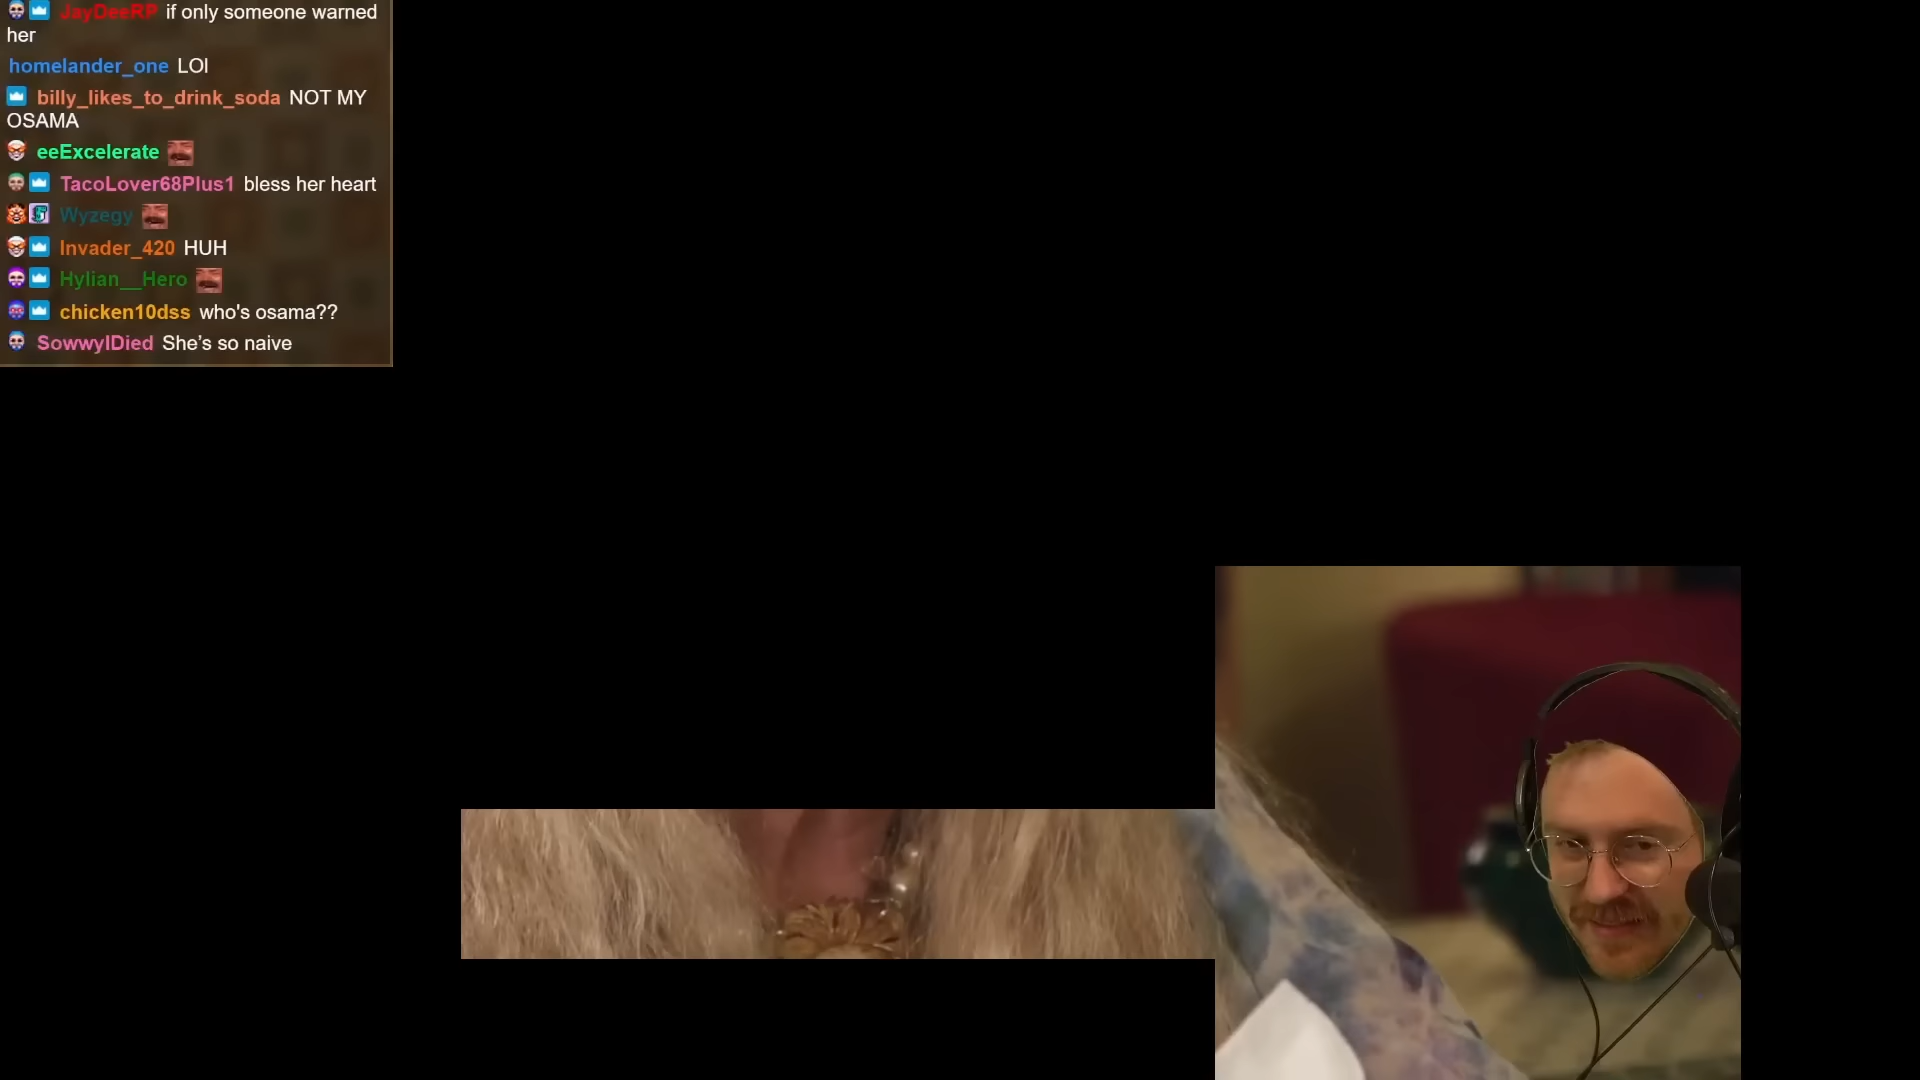 JayDeeRP if only someone warned
her
homelander_one LOl
billy_likes_to_drink_soda NOT MY
OSAMA
eeExcelerate
TacoLover68Plus1 bless her heart
Wyzegy
Invader_420 HUH
Hylian__Hero
chicken10dss who's osama??
SowwyIDied She's so naive